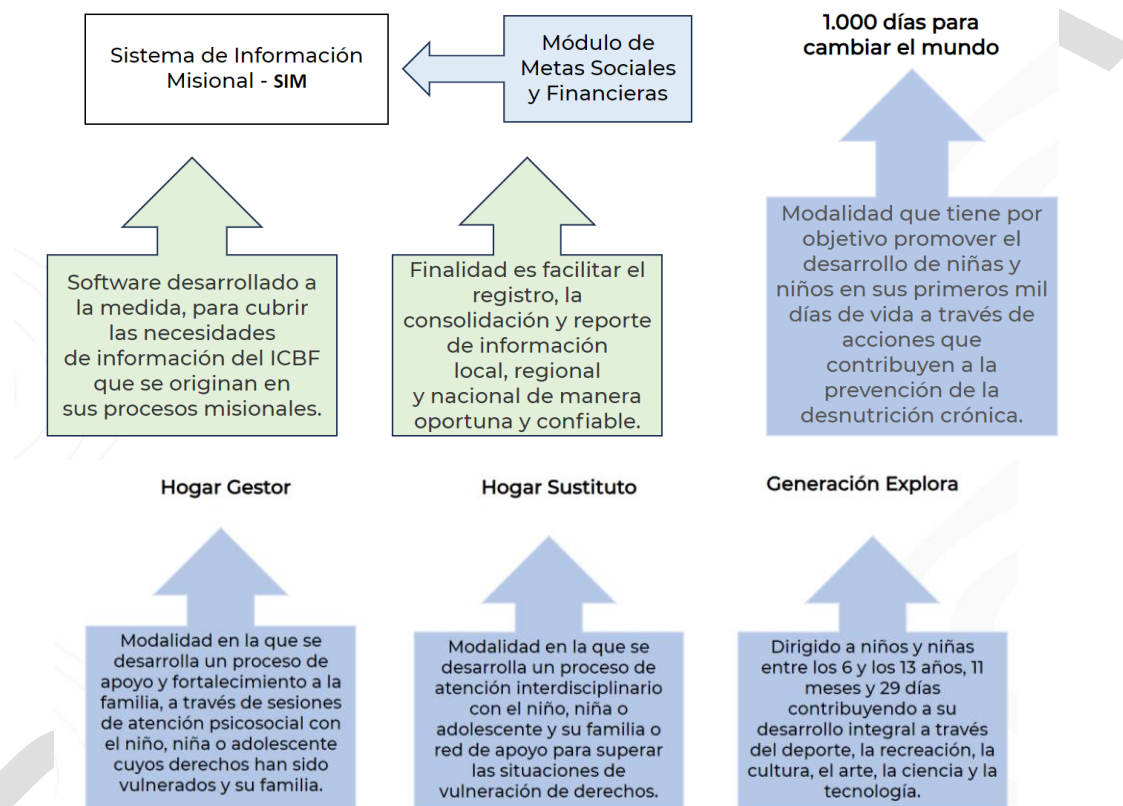 Sistema de Información
Misional - SIM
Módulo de
Metas Sociales
y Financieras
1.000 días para
cambiar el mundo
Software desarrollado a
la medida, para cubrir
las necesidades
de información del ICBF
que se originan en
sus procesos misionales.
Finalidad es facilitar el
registro, la
consolidación y reporte
de información
local, regional
y nacional de manera
oportuna y confiable.
Modalidad que tiene por
objetivo promover el
desarrollo de niñas y
niños en sus primeros mil
días de vida a través de
acciones que
contribuyen a la
prevención de la
desnutrición crónica.
Hogar Gestor
Hogar Sustituto
Generación Explora
Modalidad en la que se
desarrolla un proceso de
apoyo y fortalecimiento a la
familia, a través de sesiones
de atención psicosocial con
el niño, niña o adolescente
cuyos derechos han sido
vulnerados y su familia.
Modalidad en la que se
desarrolla un proceso de
atención interdisciplinario
con el niño, niña o
adolescente y su familia o
red de apoyo para superar
las situaciones de
vulneración de derechos.
Dirigido a niños y niñas
entre los 6 y los 13 años, 11
meses y 29 días
contribuyendo a su
desarrollo integral a través
del deporte, la recreación, la
cultura, el arte, la ciencia y la
tecnología.